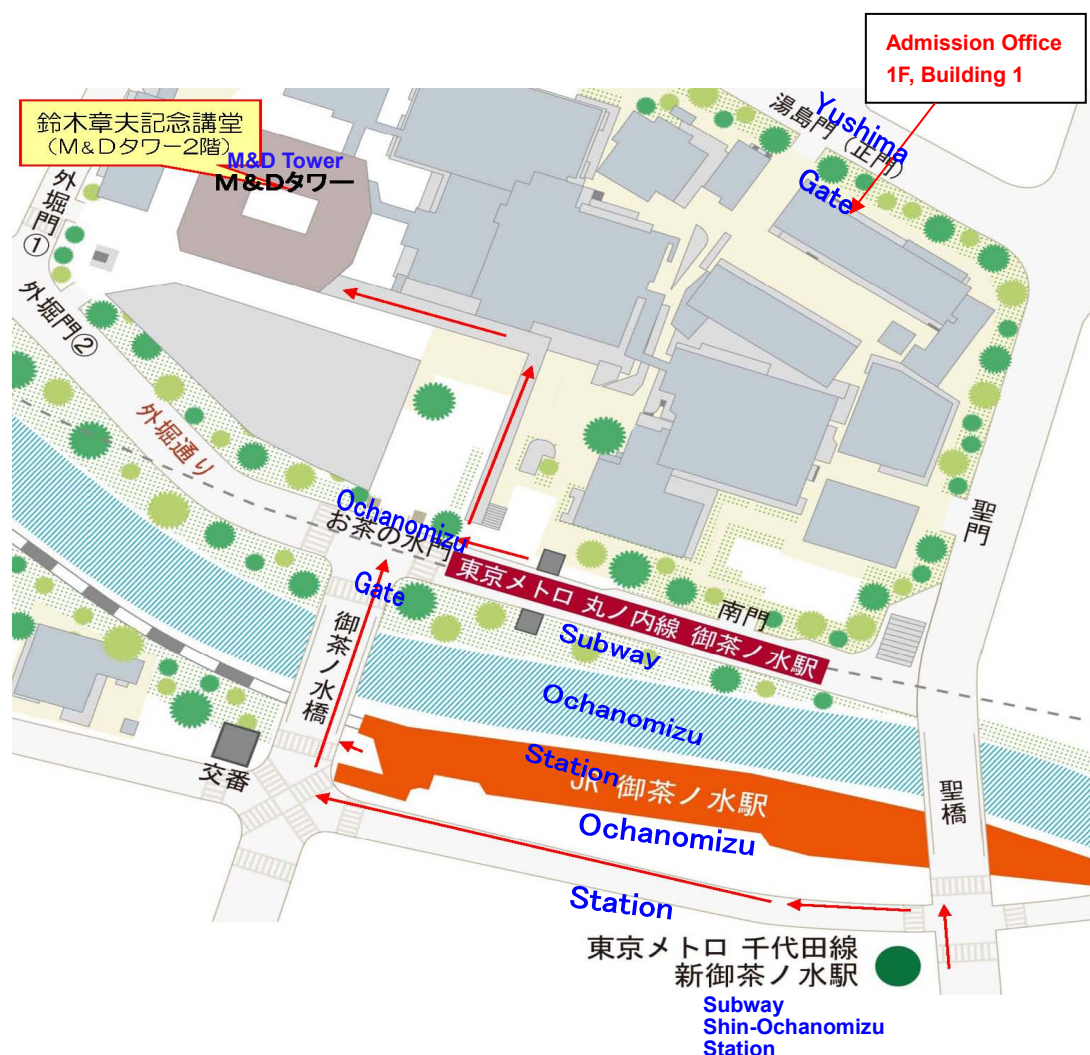 Admission Office
1F, Building 1
鈴木章夫記念講堂
(M&Dタワー2階)
M&D Tower
M&Dタワー
湯島門(正門)
Yushima
Gate
外堀門①
外堀門②
外堀通り
Ochanomizu
お茶の水門
Gate
東京メトロ 丸ノ内線 御茶ノ水駅
南門
聖門
Subway
Ochanomizu
Station
御茶ノ水橋
交番
JR 御茶ノ水駅
聖橋
Ochanomizu
Station
東京メトロ 千代田線
新御茶ノ水駅
Subway
Shin-Ochanomizu
Station